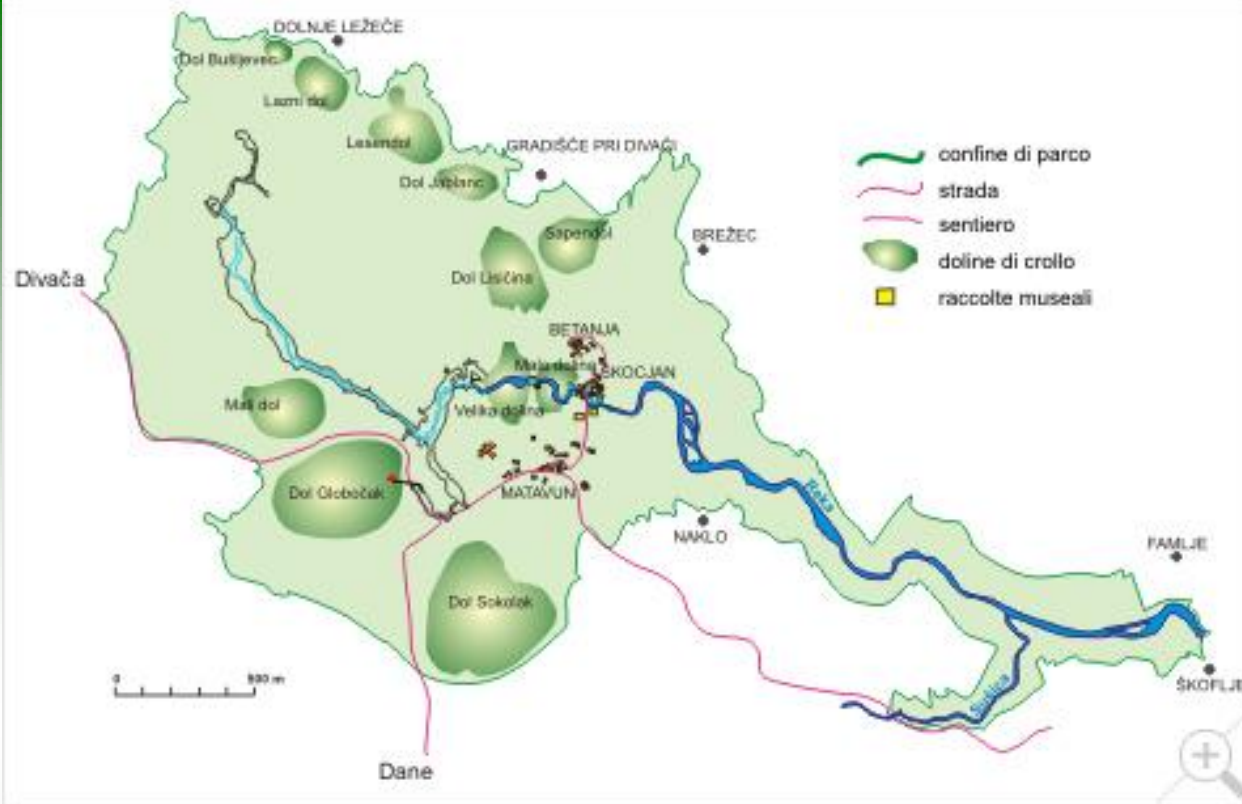 DOLNJE LEŽEČE
Dol Bušljevec
Lazni dol
Lesendol
GRADIŠČE PRI DIVAČI
Dol Jablanc
confine di parco
strada
sentiero
doline di crollo
raccolte museali
Sapendol
BREŽEC
Dol Lisičina
Divača
BETANJA
Mala dolina
ŠKOCJAN
Mali dol
Velika dolina
Dol Globočak
MATAVUN
Reka
NAKLO
FAMLJE
Dol Sokolak
0 500 m
ŠKOFLJE
Sušica
Dane